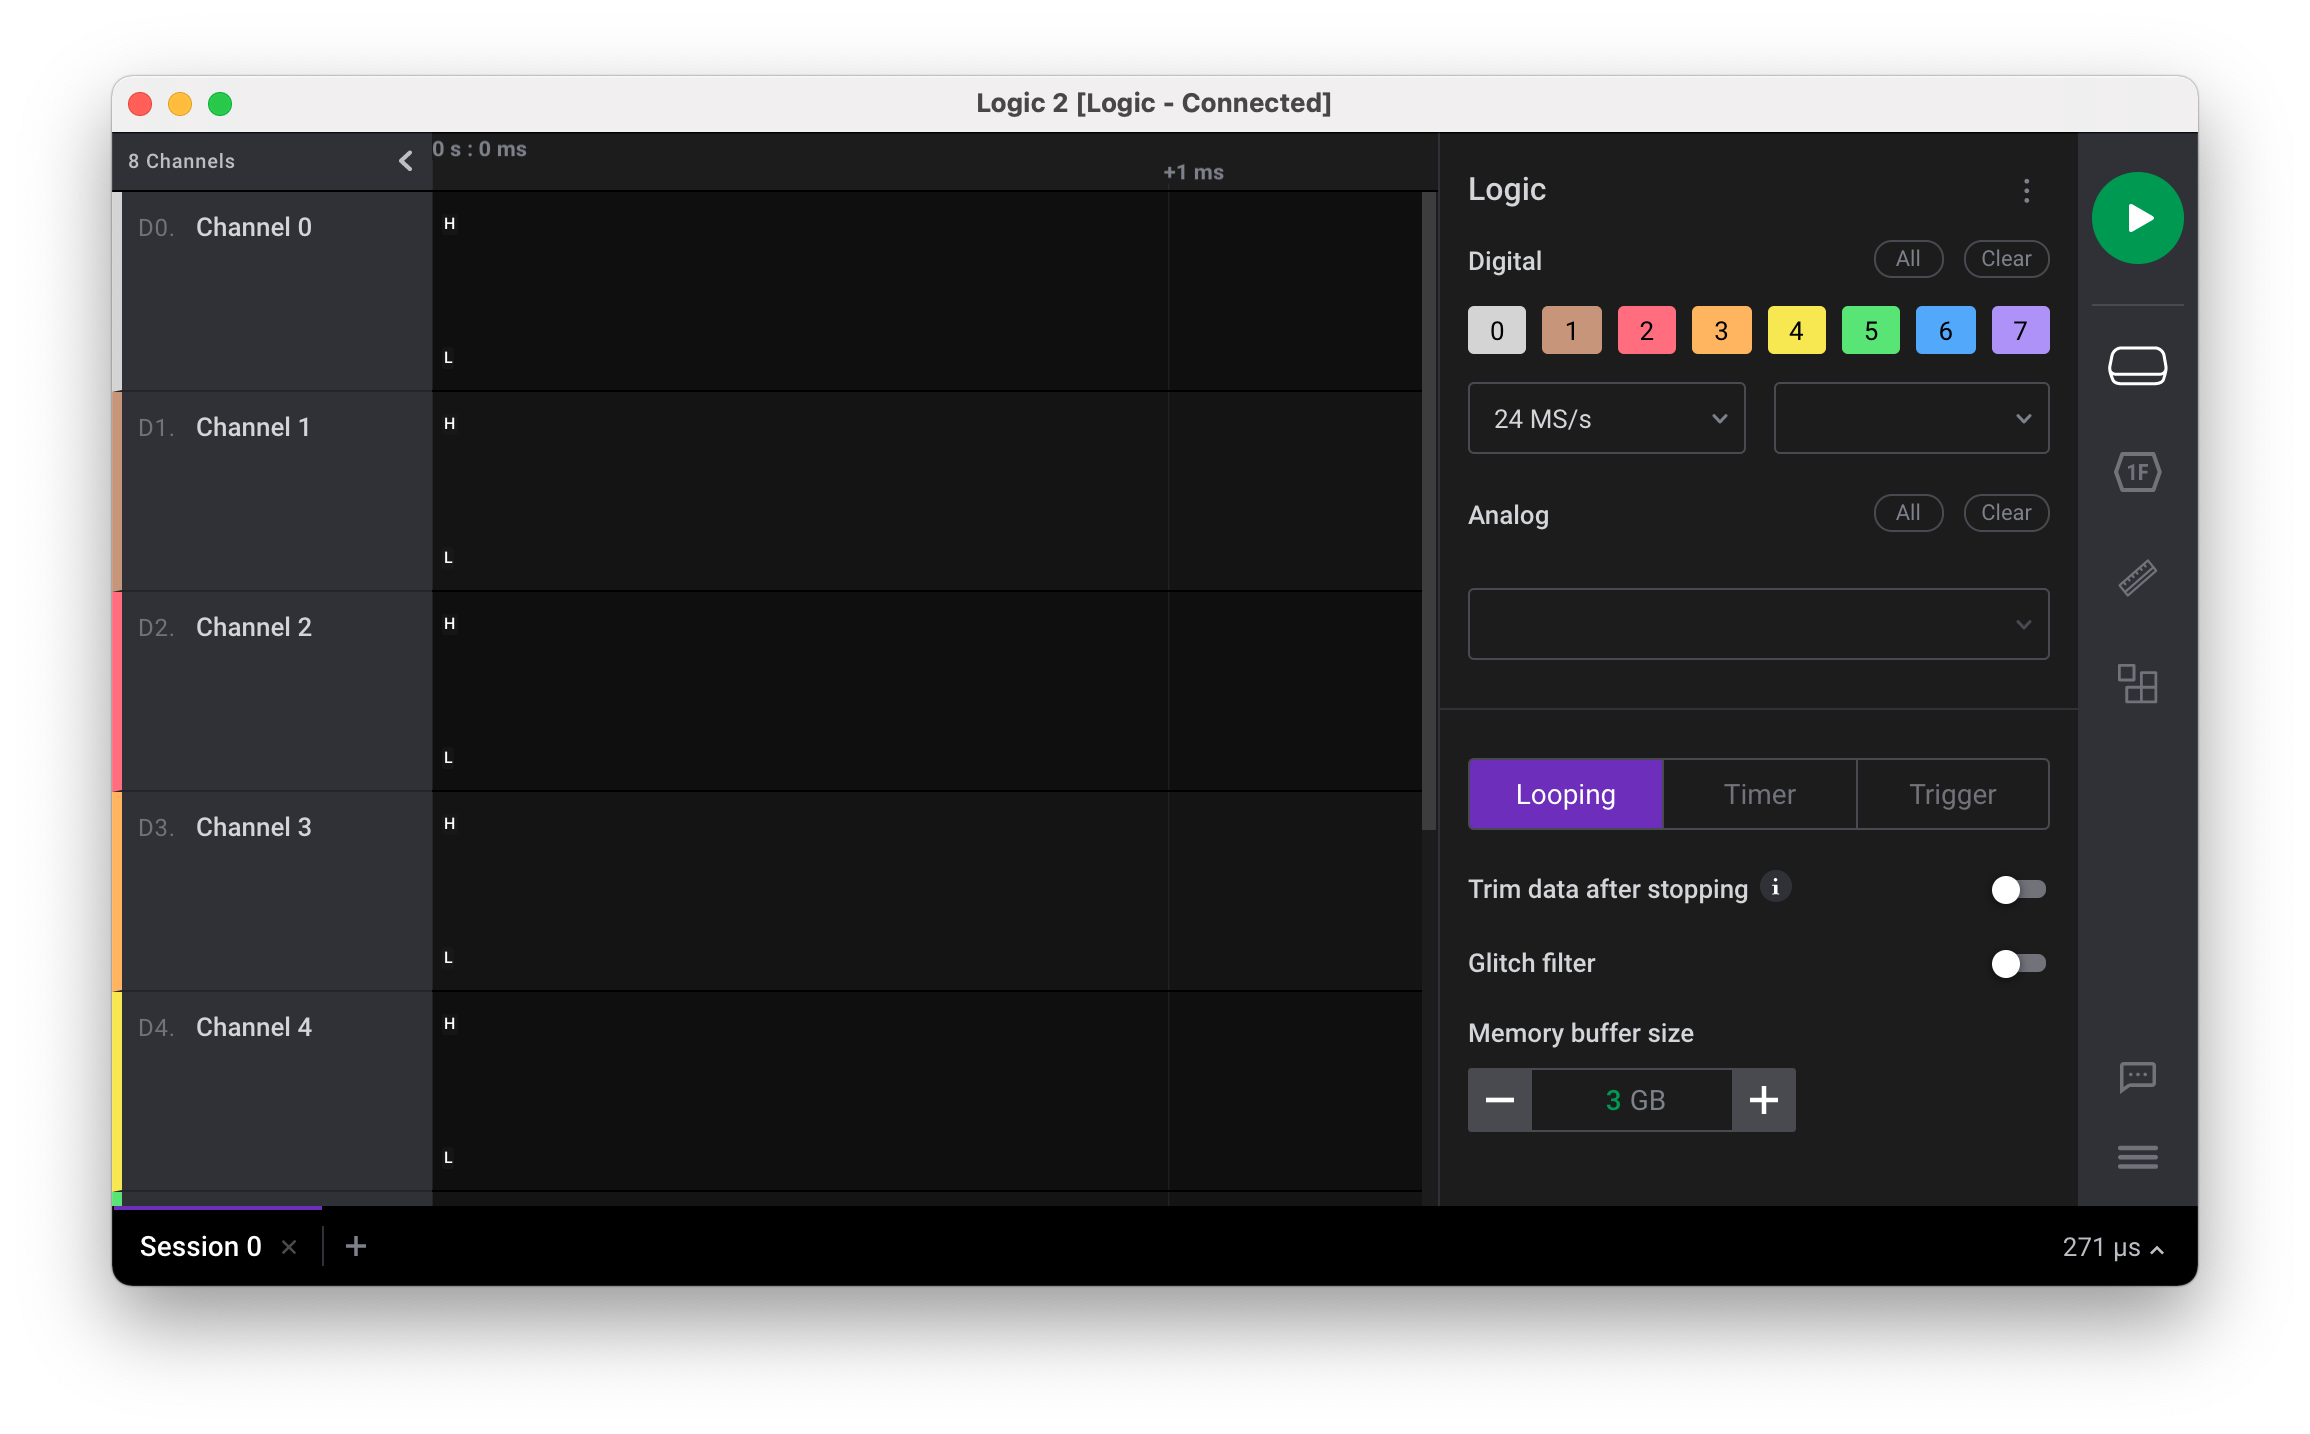 Logic 2 [Logic - Connected]
8 Channels
0 s : 0 ms
+1 ms
D0. Channel 0
H
L
D1. Channel 1
H
L
D2. Channel 2
H
L
D3. Channel 3
H
L
D4. Channel 4
H
L
Logic
Digital All Clear
0 1 2 3 4 5 6 7
24 MS/s
Analog All Clear
Looping Timer Trigger
Trim data after stopping i
Glitch filter
Memory buffer size
3 GB
1F
Session 0
271 µs